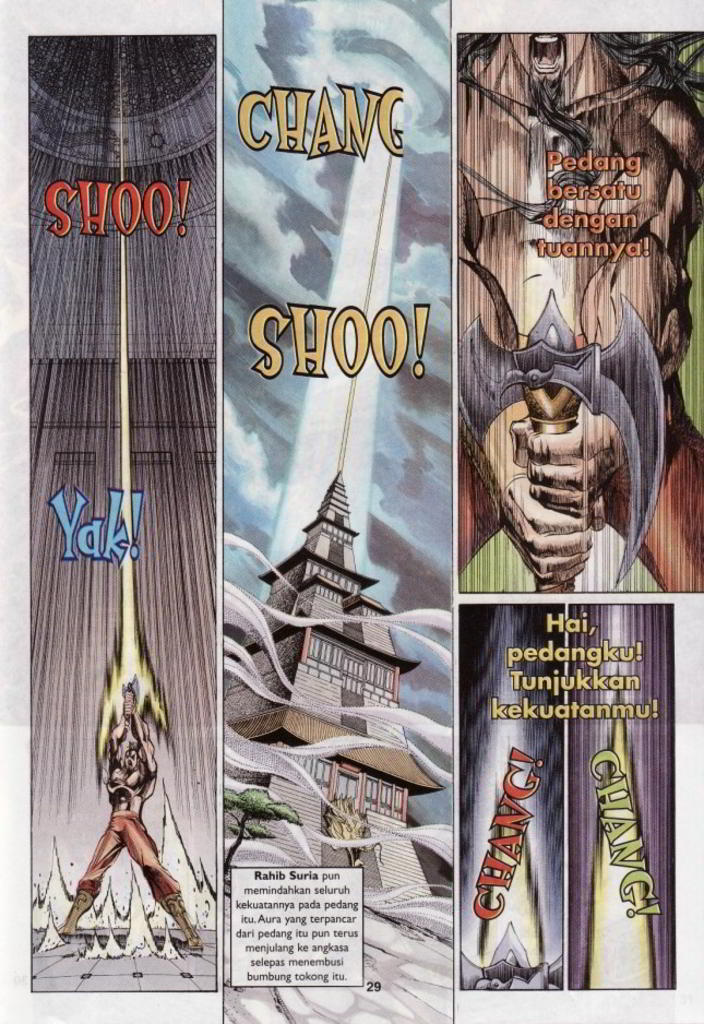 SHOO!
Yak!
CHANG
SHOO!
Rahib Suria pun
memindahkan seluruh
kekuatannya pada pedang
itu. Aura yang terpancar
dari pedang itu pun terus
menjulang ke angkasa
selepas menembusi
bumbung tokong itu.
29
Pedang
bersatu
dengan
tuannya!
Hai,
pedangku!
Tunjukkan
kekuatanmu!
CHANG!
CHANG!